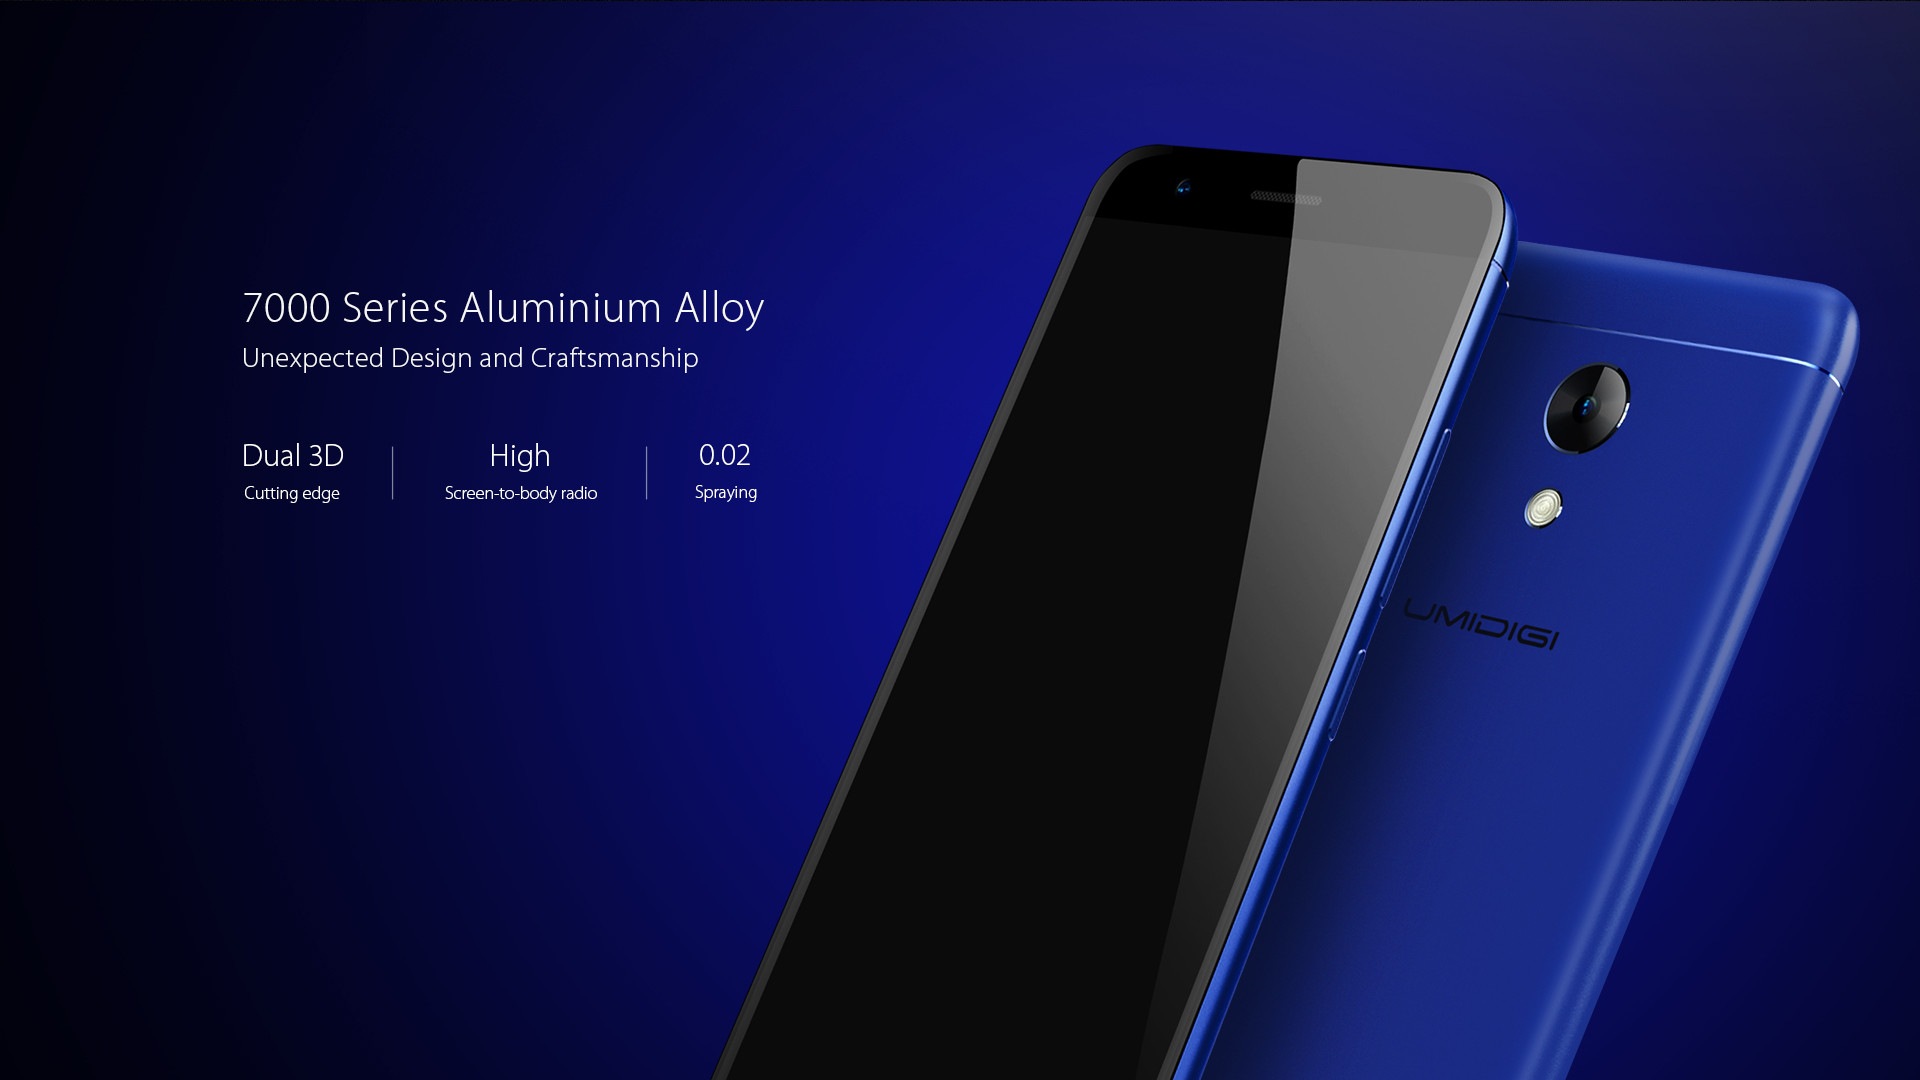 7000 Series Aluminium Alloy
Unexpected Design and Craftsmanship
Dual 3D
Cutting edge
High
Screen-to-body radio
0.02
Spraying
UMIDIGI